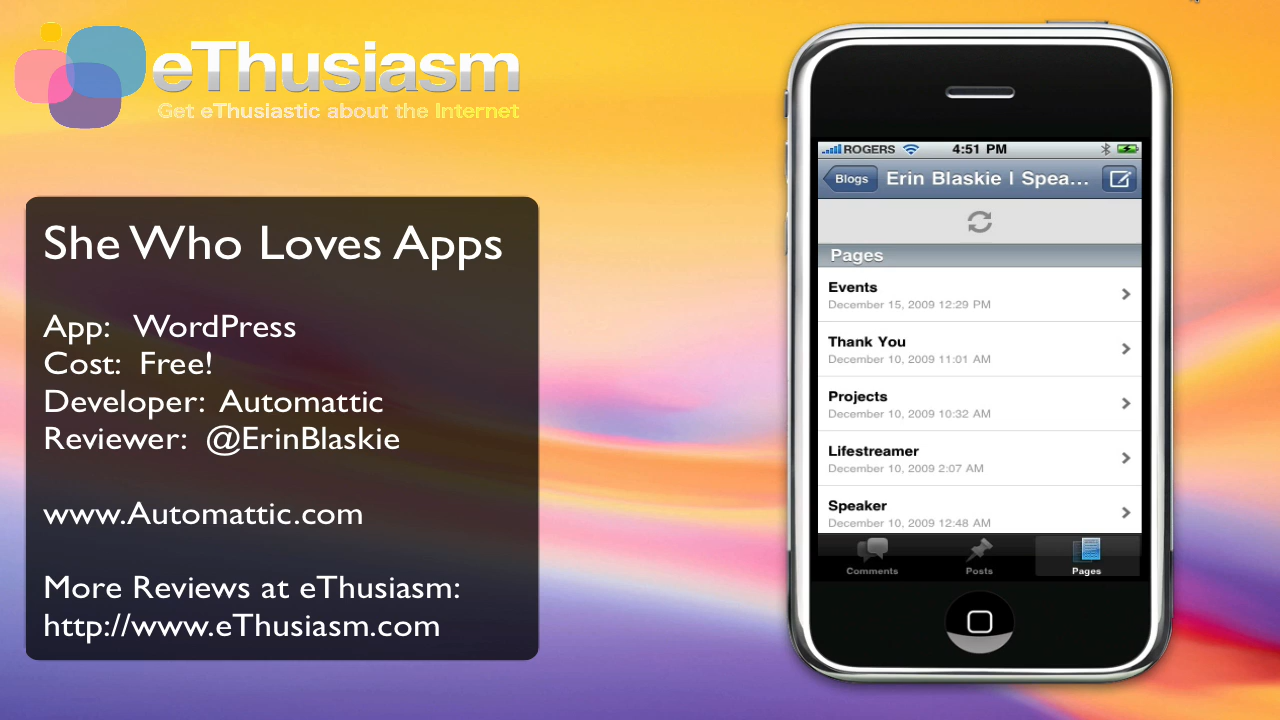 eThusiasm
Get eThusiastic about the Internet
She Who Loves Apps
App: WordPress
Cost: Free!
Developer: Automattic
Reviewer: @ErinBlaskie
www.Automattic.com
More Reviews at eThusiasm:
http://www.eThusiasm.com
ROGERS 4:51 PM
Blogs Erin Blaskie | Spea...
Pages
Events
December 15, 2009 12:29 PM
Thank You
December 10, 2009 11:01 AM
Projects
December 10, 2009 10:32 AM
Lifestreamer
December 10, 2009 2:07 AM
Speaker
December 10, 2009 12:48 AM
Comments Posts Pages